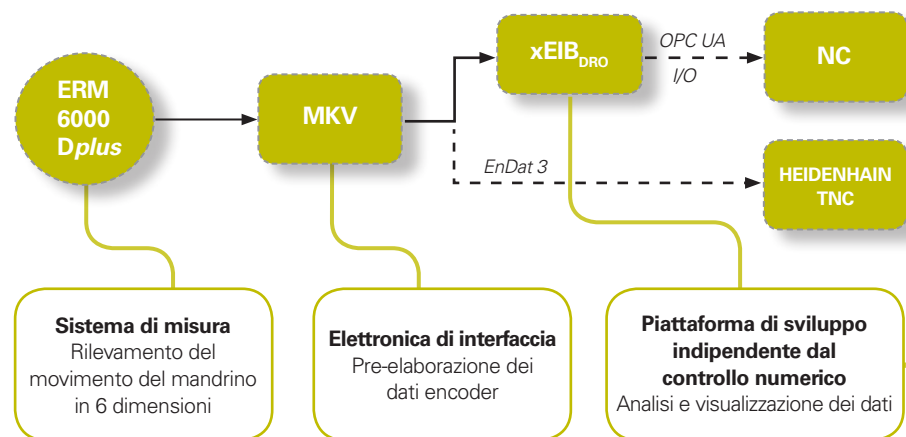 ERM
6000
Dplus
MKV
xEIBDRO
OPC UA
I/O
NC
EnDat 3
HEIDENHAIN
TNC
Sistema di misura
Rilevamento del
movimento del mandrino
in 6 dimensioni
Elettronica di interfaccia
Pre-elaborazione dei
dati encoder
Piattaforma di sviluppo
indipendente dal
controllo numerico
Analisi e visualizzazione dei dati